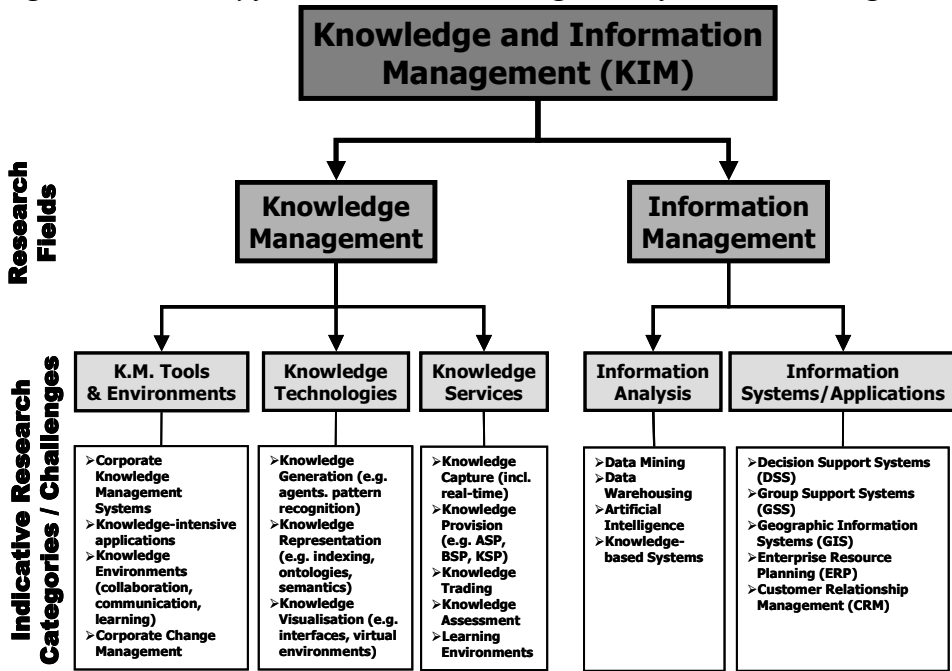 Knowledge and Information
Management (KIM)
Research
Fields
Knowledge
Management
Information
Management
Indicative Research
Categories / Challenges
K.M. Tools
& Environments
Knowledge
Technologies
Knowledge
Services
Information
Analysis
Information
Systems/Applications
➢Corporate
Knowledge
Management
Systems
➢Knowledge-intensive
applications
➢Knowledge
Environments
(collaboration,
communication,
learning)
➢Corporate Change
Management
➢Knowledge
Generation (e.g.
agents. pattern
recognition)
➢Knowledge
Representation
(e.g. indexing,
ontologies,
semantics)
➢Knowledge
Visualisation (e.g.
interfaces, virtual
environments)
➢Knowledge
Capture (incl.
real-time)
➢Knowledge
Provision
(e.g. ASP,
BSP, KSP)
➢Knowledge
Trading
➢Knowledge
Assessment
➢Learning
Environments
➢Data Mining
➢Data
Warehousing
➢Artificial
Intelligence
➢Knowledge-
based Systems
➢Decision Support Systems
(DSS)
➢Group Support Systems
(GSS)
➢Geographic Information
Systems (GIS)
➢Enterprise Resource
Planning (ERP)
➢Customer Relationship
Management (CRM)